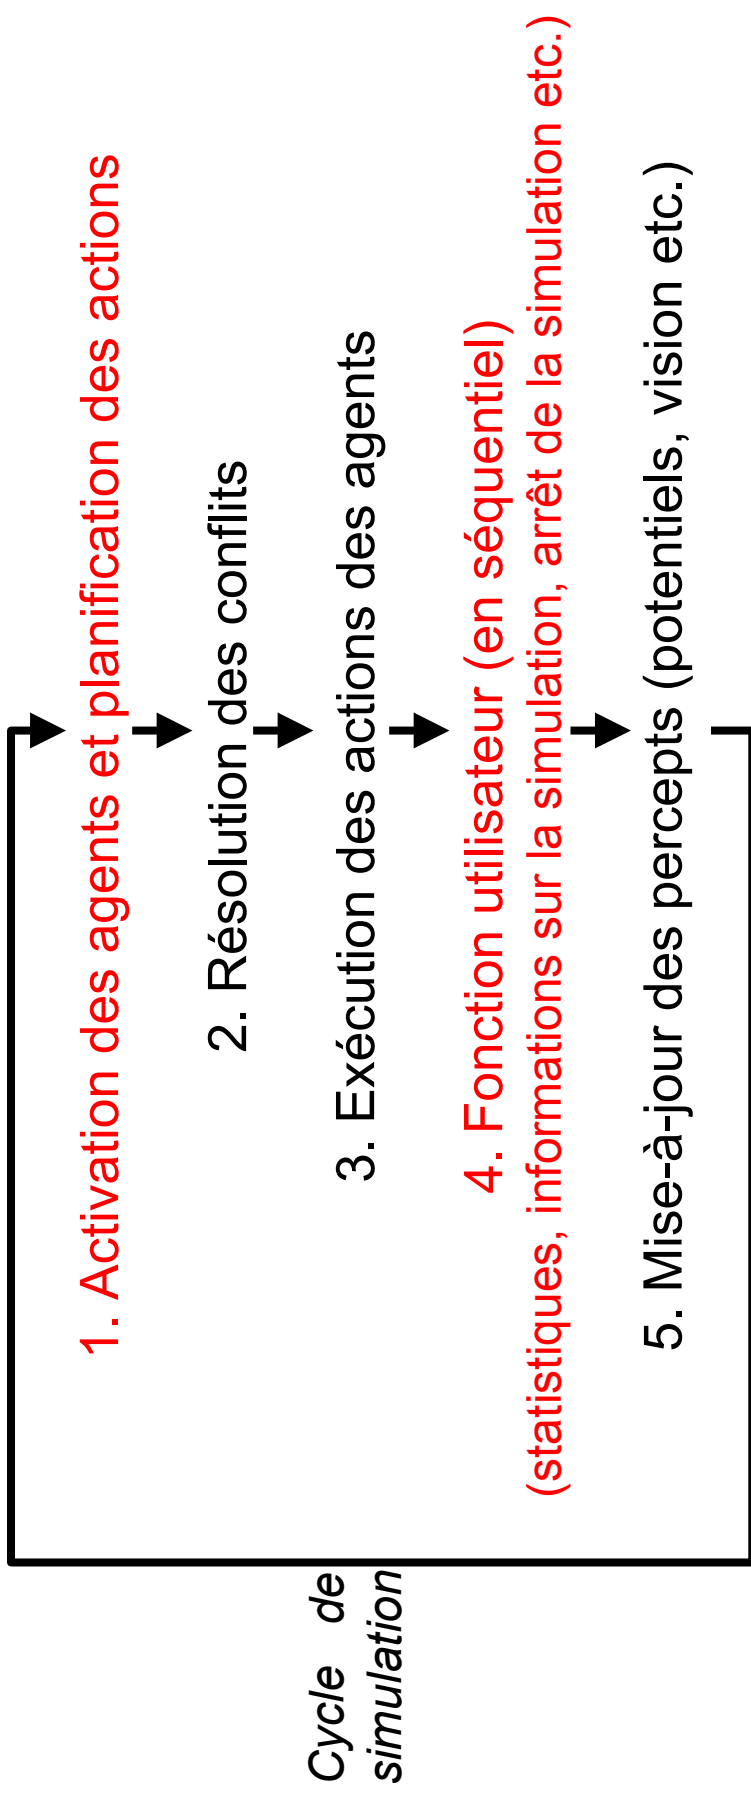 1. Activation des agents et planification des actions
2. Résolution des conflits
3. Exécution des actions des agents
4. Fonction utilisateur (en séquentiel)
(statistiques, informations sur la simulation, arrêt de la simulation etc.)
5. Mise-à-jour des percepts (potentiels, vision etc.)
Cycle de
simulation